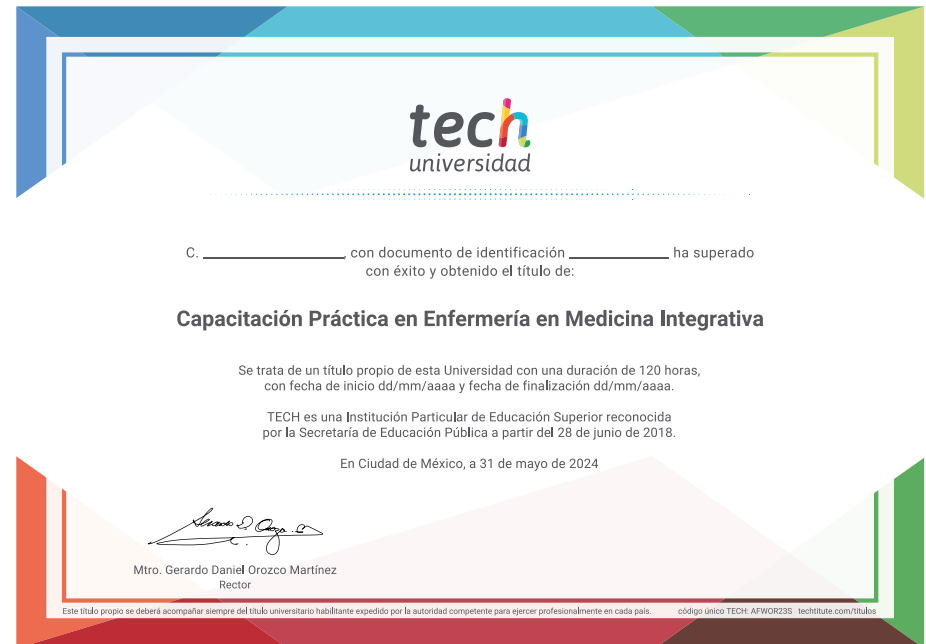 tech
universidad
C. ____________, con documento de identificación ____________ ha superado
con éxito y obtenido el título de:
Capacitación Práctica en Enfermería en Medicina Integrativa
Se trata de un título propio de esta Universidad con una duración de 120 horas,
con fecha de inicio dd/mm/aaaa y fecha de finalización dd/mm/aaaa.
TECH es una Institución Particular de Educación Superior reconocida
por la Secretaría de Educación Pública a partir del 28 de junio de 2018.
En Ciudad de México, a 31 de mayo de 2024
Mtro. Gerardo Daniel Orozco Martínez
Rector
Este título propio se deberá acompañar siempre del título universitario habilitante expedido por la autoridad competente para ejercer profesionalmente en cada país. código único TECH: AFWOR23S techtitute.com/titulos